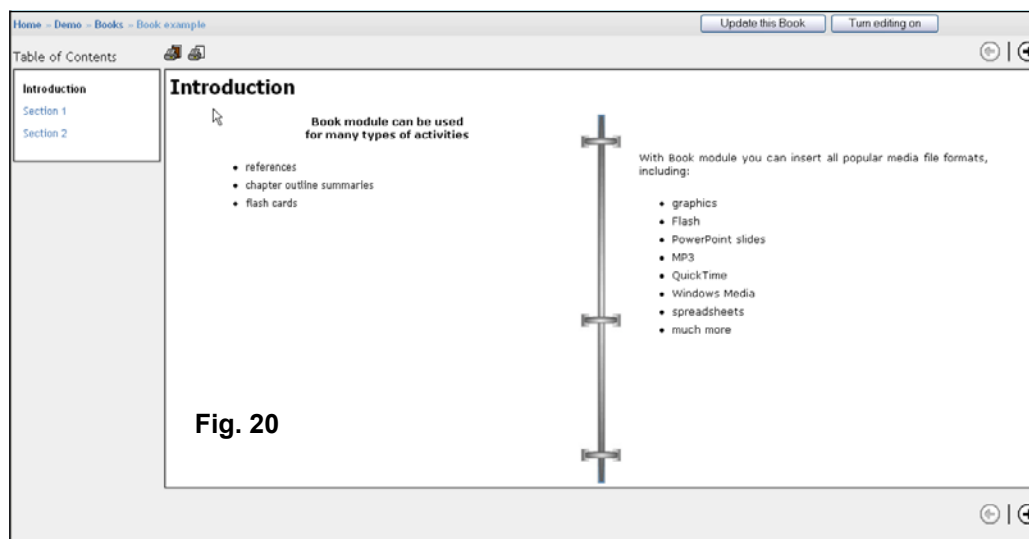 Home – Demo – Books – Book example
Update this Book
Turn editing on
Table of Contents
Introduction
Section 1
Section 2
Introduction
Book module can be used
for many types of activities
• references
• chapter outline summaries
• flash cards
With Book module you can insert all popular media file formats,
including:
• graphics
• Flash
• PowerPoint slides
• MP3
• QuickTime
• Windows Media
• spreadsheets
• much more
Fig. 20